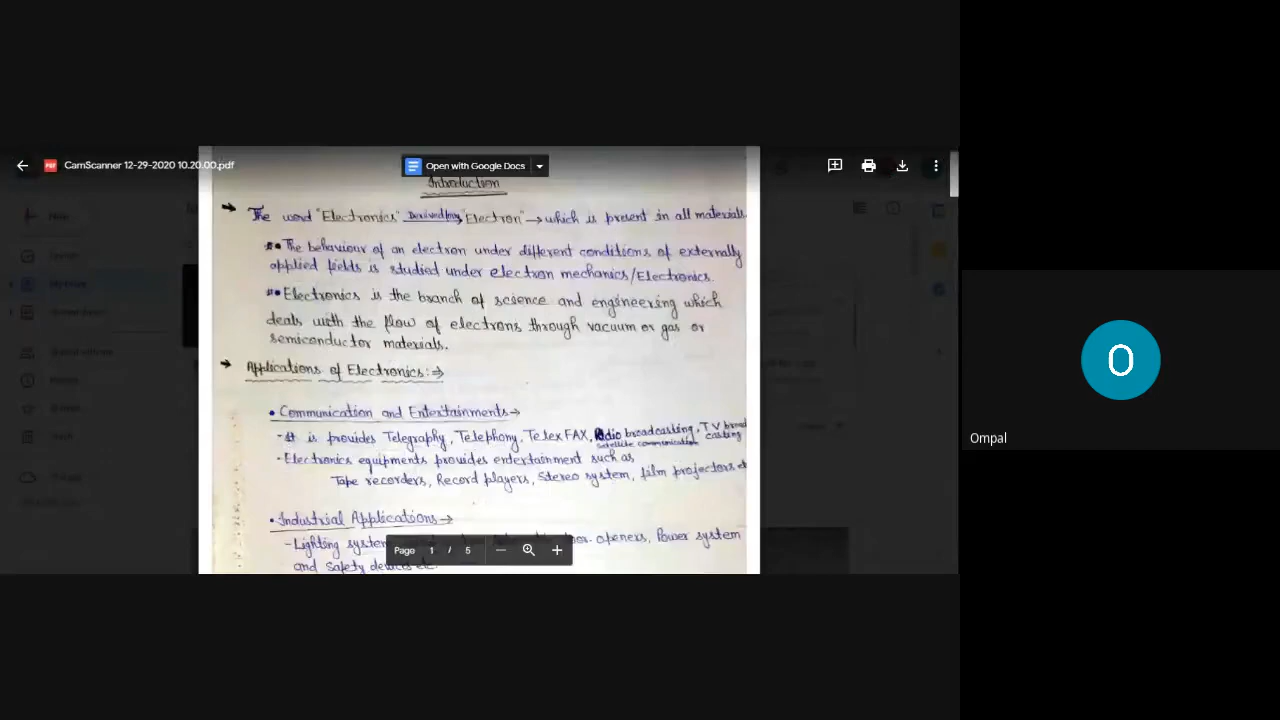 CamScanner 12-29-2020 10.20.00.pdf
Open with Google Docs
Introduction
The word "Electronics" Derived by "Electron" → which is present in all materials.
• The behaviour of an electron under different conditions of externally
applied fields is studied under electron mechanics/Electronics.
• Electronics is the branch of science and engineering which
deals with the flow of electrons through vacuum or gas or
semiconductor materials.
→ Applications of Electronics:⇒
• Communication and Entertainments→
- It is provides Telegraphy, Telephony, Telex FAX, Radio broadcasting, TV broad
satellite communication casting
- Electronics equipments provides entertainment such as
Tape recorders, Record players, Stereo system, film projectors etc
• Industrial Applications→
- Lighting system openers, Power system
and safety devices etc.
Page 1 / 5
O
Ompal